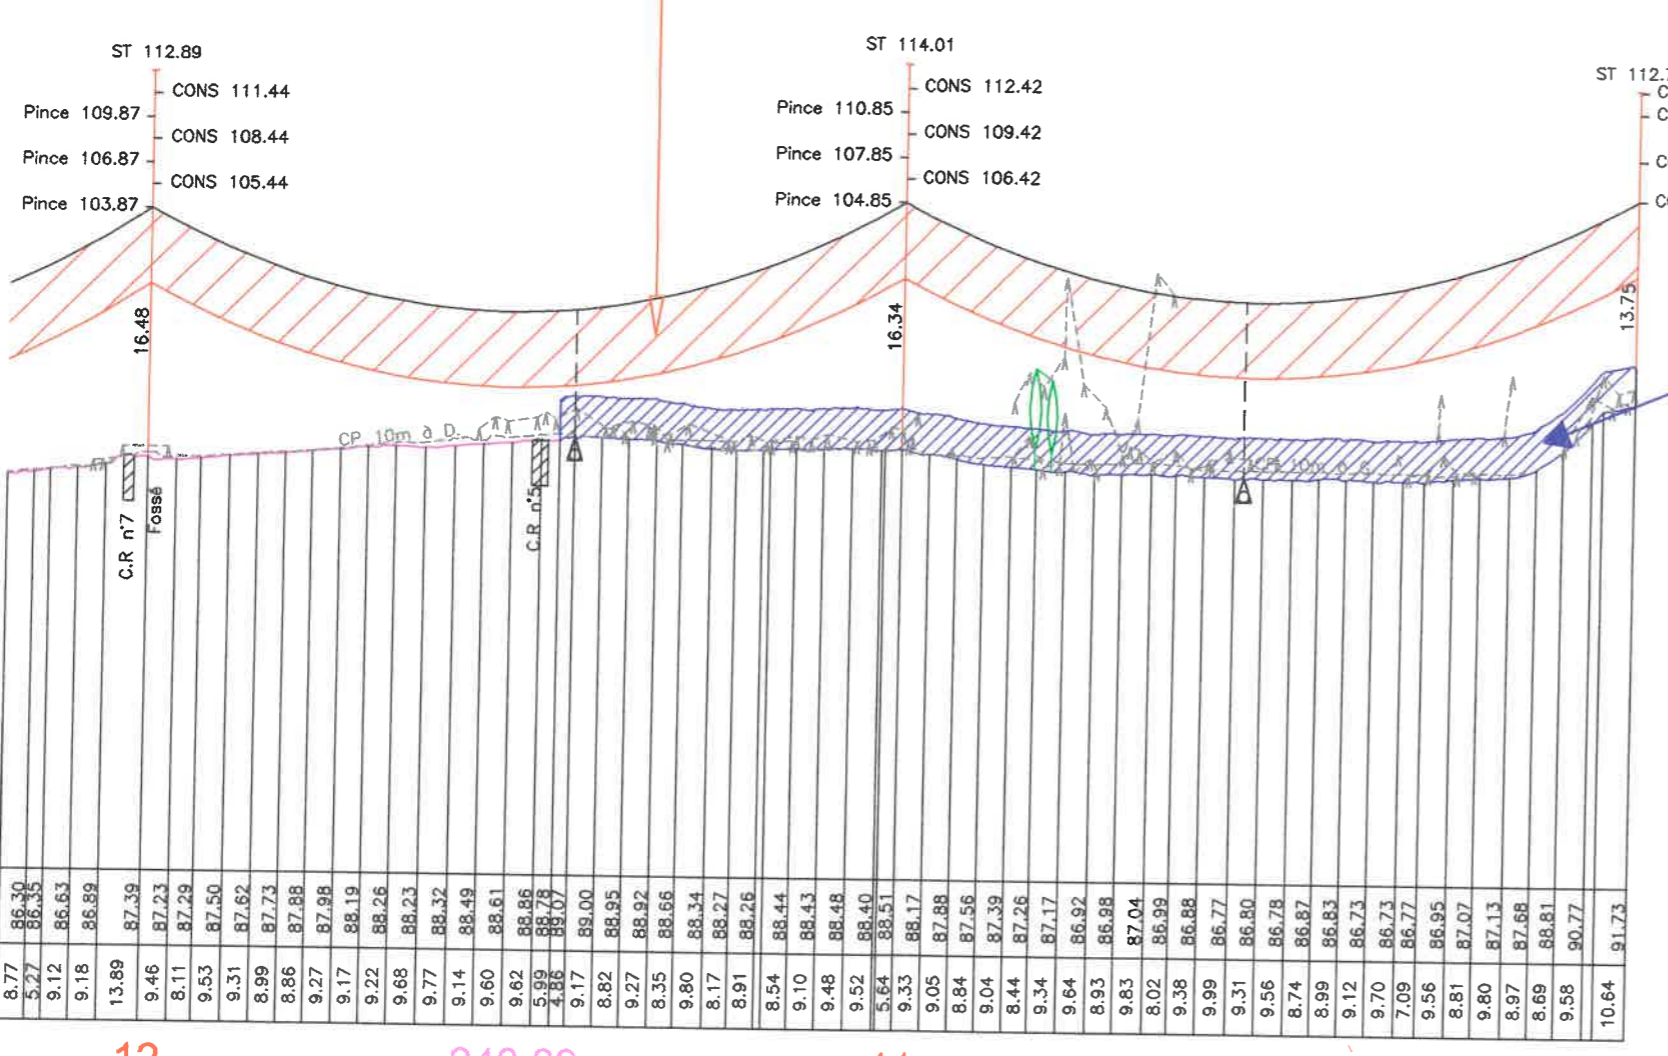 ST 112.89
CONS 111.44
Pince 109.87
CONS 108.44
Pince 106.87
CONS 105.44
Pince 103.87
ST 114.01
CONS 112.42
Pince 110.85
CONS 109.42
Pince 107.85
CONS 106.42
Pince 104.85
ST 112.
16.48
16.34
13.75
CP 10m à D
C.R n°7
Fossé
C.R n°5
10m à G
86.30 86.35 86.63 86.89 87.39 87.23 87.29 87.50 87.62 87.73 87.88 87.98 88.19 88.26 88.23 88.32 88.49 88.61 88.86 88.78 89.07 89.00 88.95 88.92 88.66 88.34 88.27 88.26 88.44 88.43 88.48 88.40 88.51 88.17 87.88 87.56 87.39 87.26 87.17 86.92 86.98 87.04 86.99 86.88 86.77 86.80 86.78 86.87 86.83 86.73 86.73 86.77 86.95 87.07 87.13 87.68 88.81 90.77 91.73
8.77 5.27 9.12 9.18 13.89 9.46 8.11 9.53 9.31 8.99 8.86 9.27 9.17 9.22 9.68 9.77 9.14 9.60 9.62 5.99 4.86 9.17 8.82 9.27 8.35 9.80 8.17 8.91 8.54 9.10 9.48 9.52 5.64 9.33 9.05 8.84 9.04 8.44 9.34 9.64 8.93 9.83 8.02 9.38 9.99 9.31 9.56 8.74 8.99 9.12 9.70 7.09 9.56 8.81 9.80 8.97 8.69 9.58 10.64